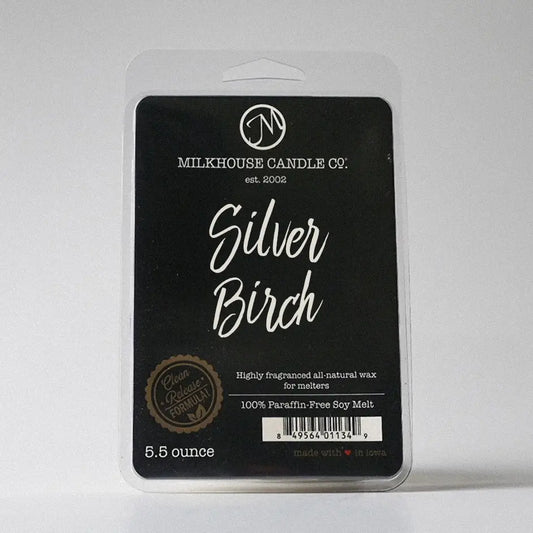 JM
MILKHOUSE CANDLE CO.
est. 2002
Silver
Birch
Highly fragranced all-natural wax
for melters
100% Paraffin-Free Soy Melt
Clean
Release
FORMULA!
8 49564 01134 9
5.5 ounce
made with ♥ in iowa